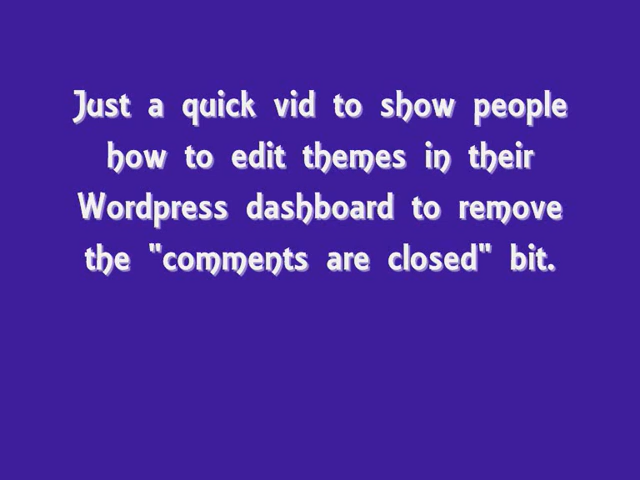 Just a quick vid to show people
how to edit themes in their
Wordpress dashboard to remove
the "comments are closed" bit.